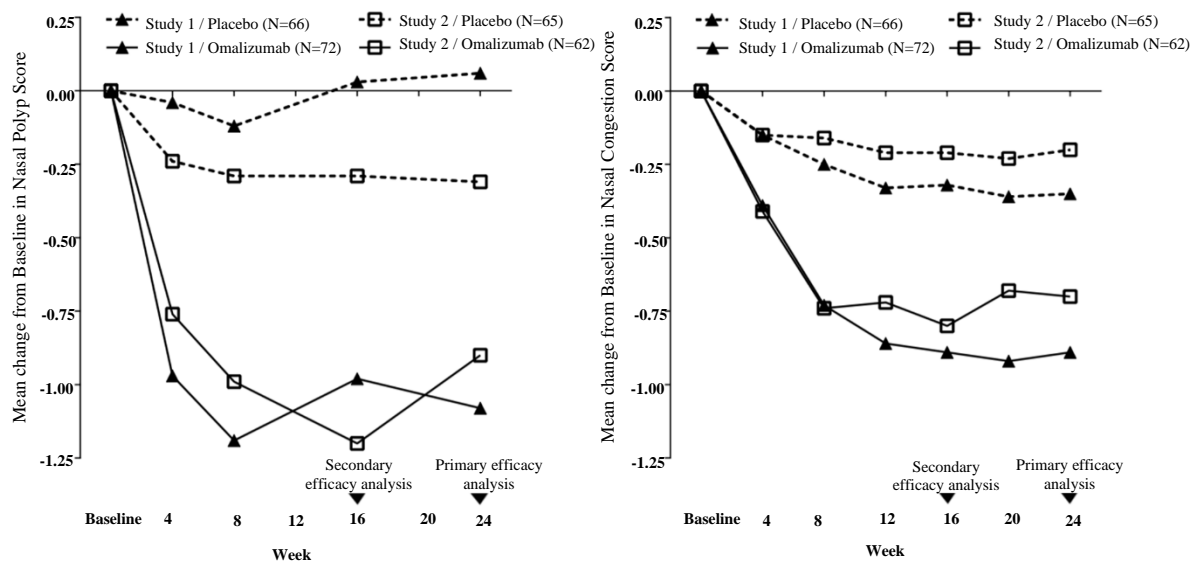 Mean change from Baseline in Nasal Polyp Score
0.25
0.00
-0.25
-0.50
-0.75
-1.00
-1.25
Study 1 / Placebo (N=66)
Study 2 / Placebo (N=65)
Study 1 / Omalizumab (N=72)
Study 2 / Omalizumab (N=62)
Secondary
efficacy analysis
Primary efficacy
analysis
Baseline 4 8 12 16 20 24
Week
Mean change from Baseline in Nasal Congestion Score
0.25
0.00
-0.25
-0.50
-0.75
-1.00
-1.25
Study 1 / Placebo (N=66)
Study 2 / Placebo (N=65)
Study 1 / Omalizumab (N=72)
Study 2 / Omalizumab (N=62)
Secondary
efficacy analysis
Primary efficacy
analysis
Baseline 4 8 12 16 20 24
Week